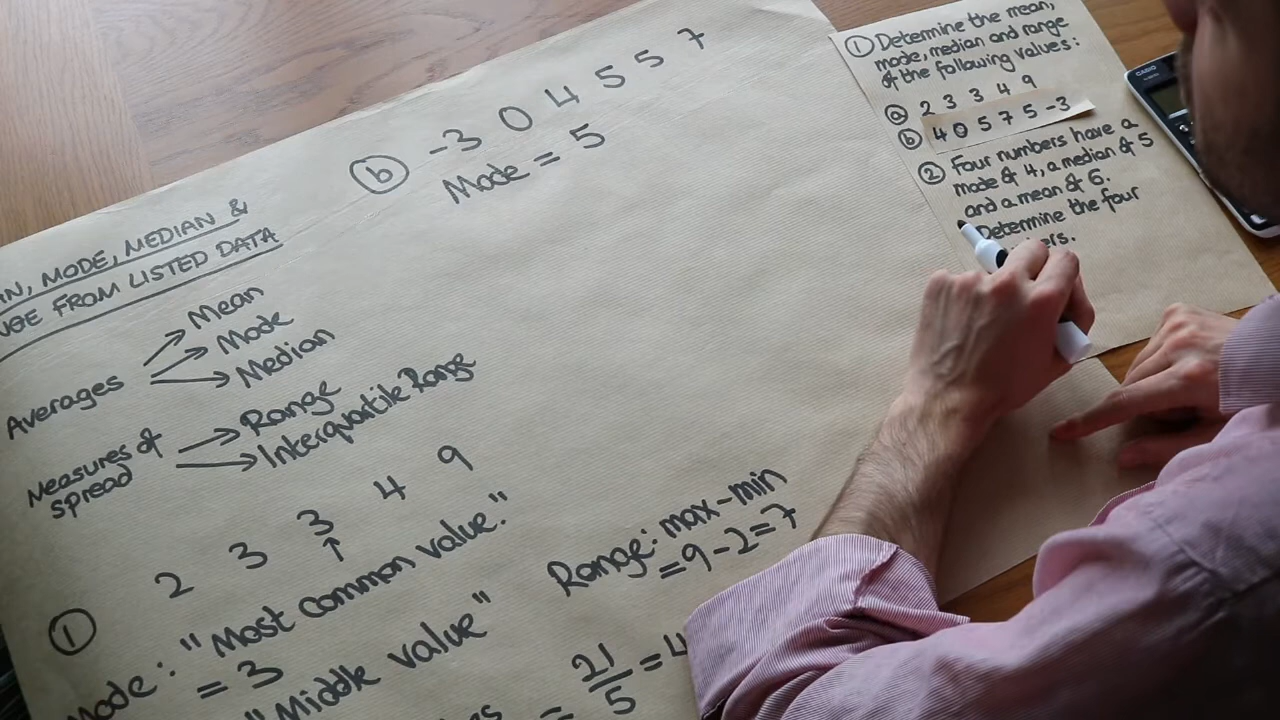 MEAN, MODE, MEDIAN &
FROM LISTED DATA
Averages
Mean
Mode
Median
Measures of
spread
Range
Interquartile Range
① 2 3 3 4 9
↑
Mode: "Most Common value."
= 3
"Middle value"
Range: max-min
= 9-2=7
= 21/5 = 4
ⓑ -3 0 4 5 5 7
Mode = 5
① Determine the mean,
mode, median and range
of the following values:
ⓐ 2 3 3 4 9
ⓑ 4 0 5 7 5 -3
② Four numbers have a
mode of 4, a median of 5
and a mean of 6.
Determine the four
CASIO